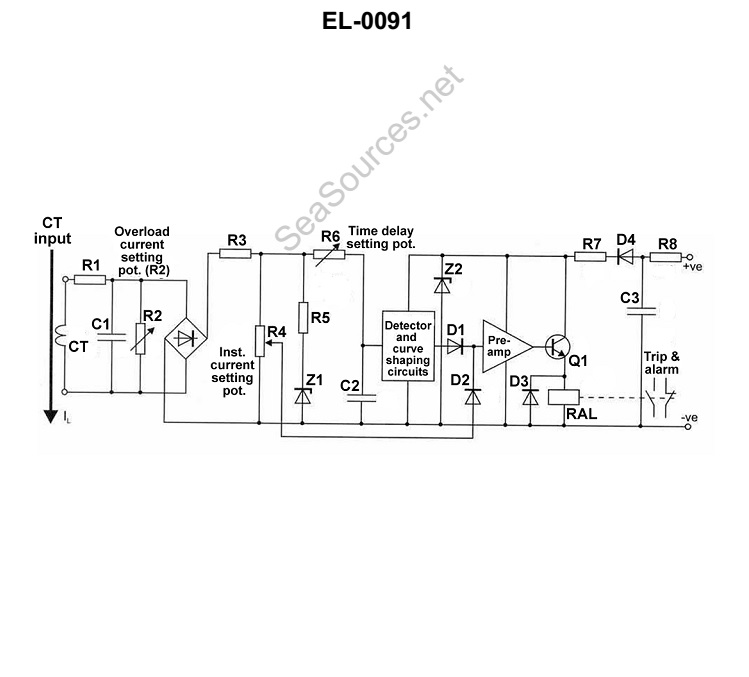 EL-0091
SeaSources.net
CT
input
Overload
current
setting
pot. (R2)
R1
C1
R2
CT
I_L
R3
R6
Time delay
setting pot.
R4
Inst.
current
setting
pot.
R5
Z1
C2
Detector
and
curve
shaping
circuits
Z2
D1
D2
Pre-
amp
D3
Q1
RAL
R7
D4
R8
+ve
C3
Trip &
alarm
-ve